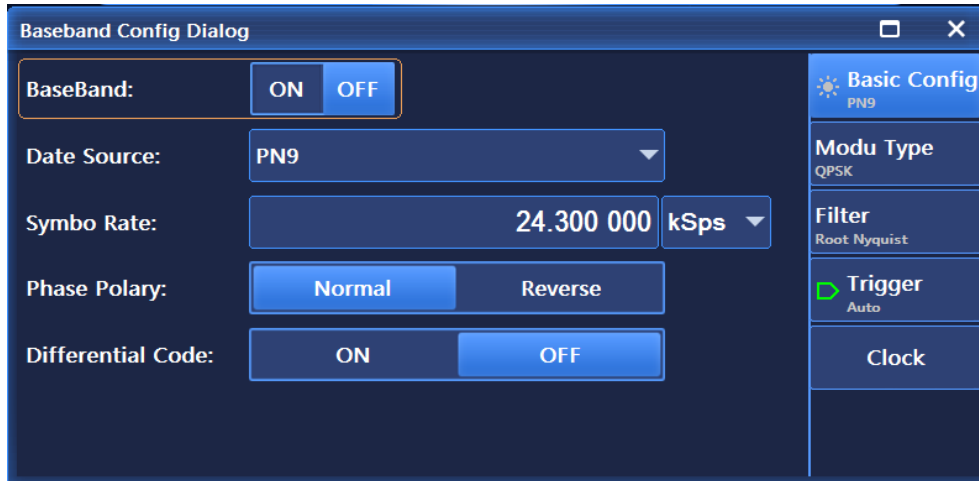 Baseband Config Dialog
BaseBand: ON OFF
Date Source: PN9
Symbo Rate: 24.300 000 kSps
Phase Polary: Normal Reverse
Differential Code: ON OFF
Basic Config
PN9
Modu Type
QPSK
Filter
Root Nyquist
Trigger
Auto
Clock